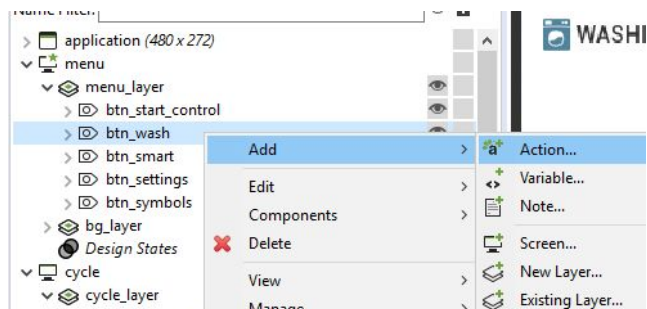 Name Filter:
application (480 x 272)
WASHI
menu
menu_layer
btn_start_control
btn_wash
Add
Action...
btn_smart
Variable...
btn_settings
Edit
Note...
btn_symbols
Components
bg_layer
Delete
Screen...
Design States
cycle
View
New Layer...
cycle_layer
Manage
Existing Layer...